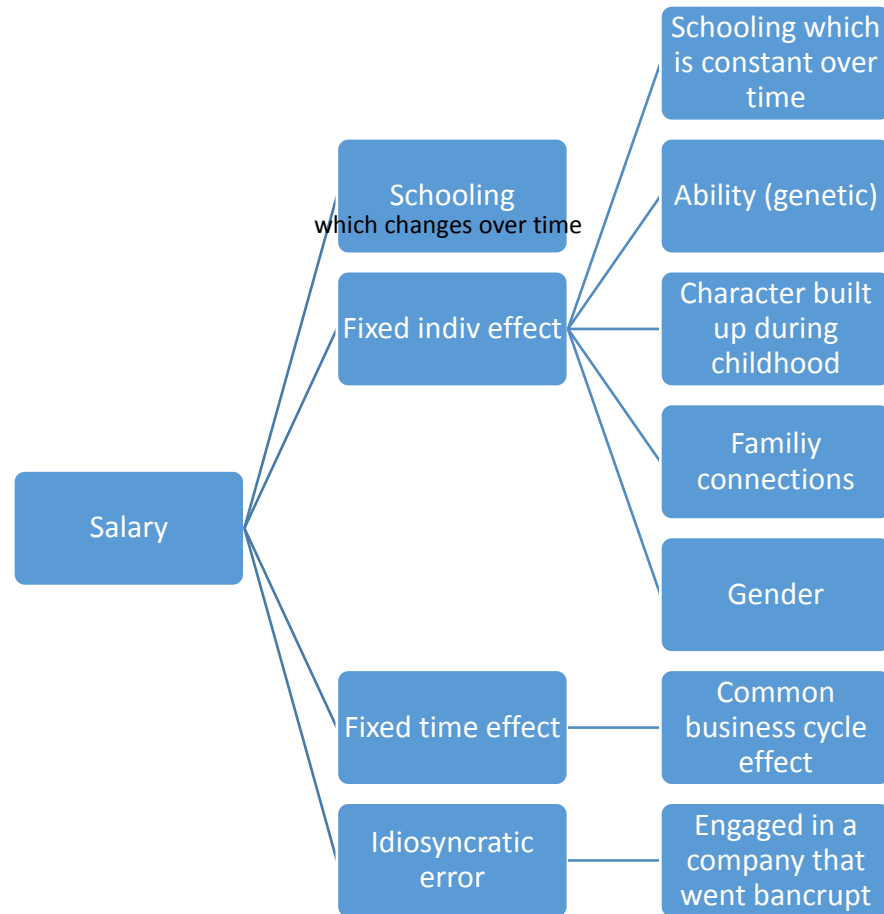 Salary
Schooling
which changes over time
Fixed indiv effect
Fixed time effect
Idiosyncratic
error
Schooling which
is constant over
time
Ability (genetic)
Character built
up during
childhood
Familiy
connections
Gender
Common
business cycle
effect
Engaged in a
company that
went bancrupt